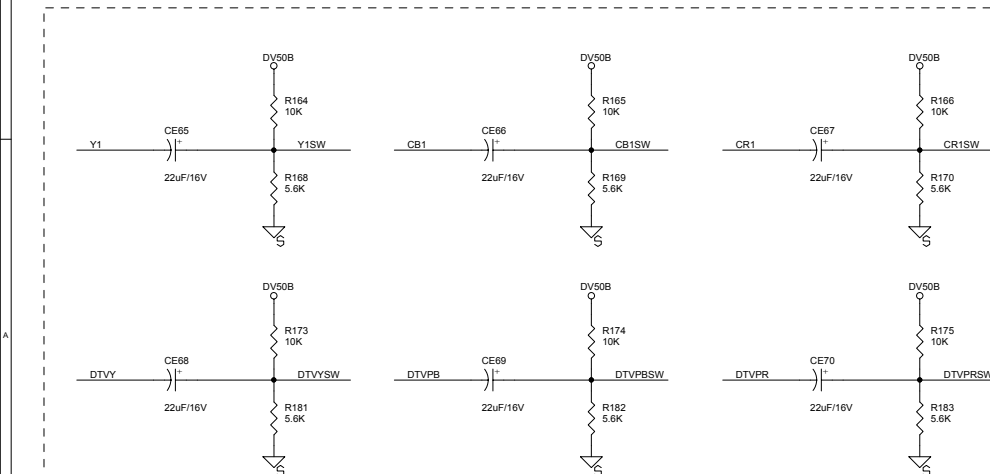 DV50B DV50B DV50B
R164 R165 R166
10K 10K 10K
CE65 CE66 CE67
Y1 + Y1SW CB1 + CB1SW CR1 + CR1SW
22uF/16V R168 22uF/16V R169 22uF/16V R170
5.6K 5.6K 5.6K
S S S
DV50B DV50B DV50B
A
R173 R174 R175
10K 10K 10K
CE68 CE69 CE70
DTVY + DTVYSW DTVPB + DTVPBSW DTVPR + DTVPRSW
22uF/16V R181 22uF/16V R182 22uF/16V R183
5.6K 5.6K 5.6K
S S S